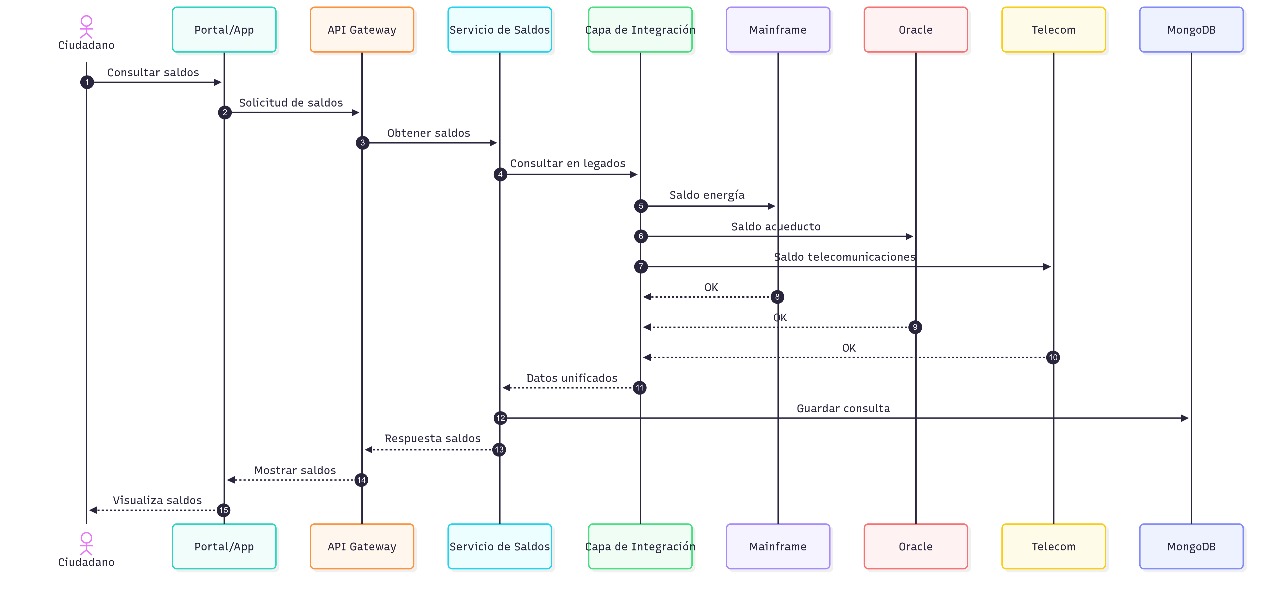 Ciudadano
Portal/App
API Gateway
Servicio de Saldos
Capa de Integración
Mainframe
Oracle
Telecom
MongoDB
1 Consultar saldos
2 Solicitud de saldos
3 Obtener saldos
4 Consultar en legados
5 Saldo energía
6 Saldo acueducto
7 Saldo telecomunicaciones
OK 8
OK 9
OK 10
Datos unificados 11
12 Guardar consulta
Respuesta saldos 13
Mostrar saldos 14
Visualiza saldos 15
Ciudadano
Portal/App
API Gateway
Servicio de Saldos
Capa de Integración
Mainframe
Oracle
Telecom
MongoDB